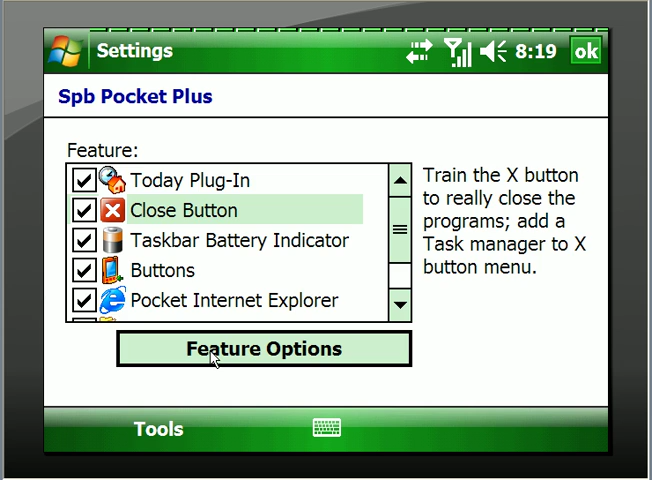 Settings 8:19 ok
Spb Pocket Plus
Feature:
Today Plug-In
Close Button
Taskbar Battery Indicator
Buttons
Pocket Internet Explorer
Train the X button
to really close the
programs; add a
Task manager to X
button menu.
Feature Options
Tools